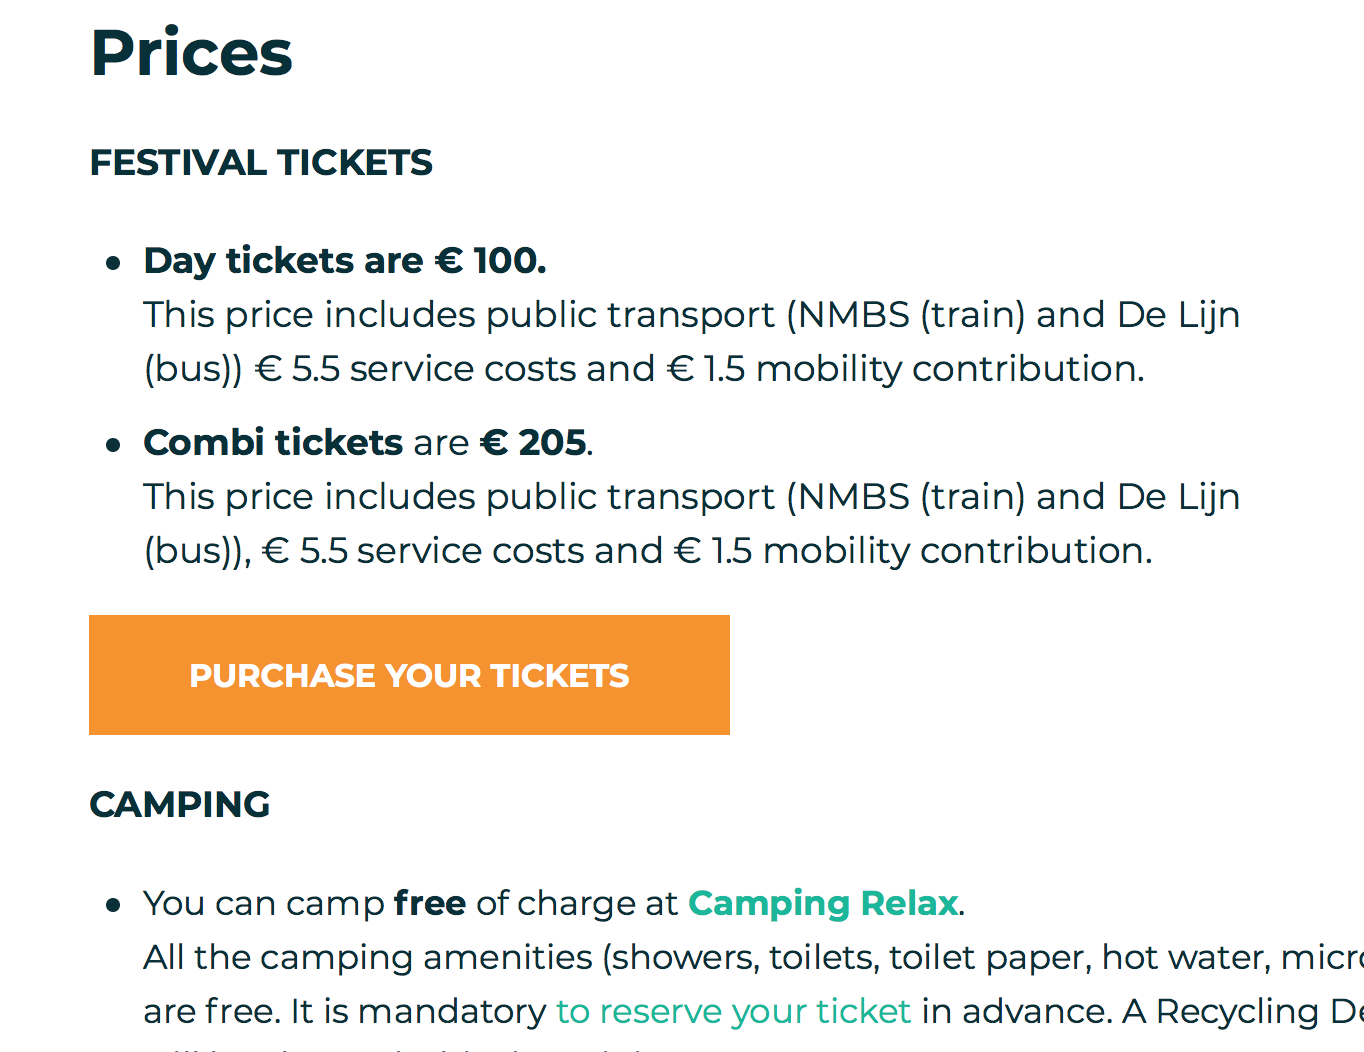 Prices
FESTIVAL TICKETS
Day tickets are € 100.
This price includes public transport (NMBS (train) and De Lijn
(bus)) € 5.5 service costs and € 1.5 mobility contribution.
Combi tickets are € 205.
This price includes public transport (NMBS (train) and De Lijn
(bus)), € 5.5 service costs and € 1.5 mobility contribution.
PURCHASE YOUR TICKETS
CAMPING
You can camp free of charge at Camping Relax.
All the camping amenities (showers, toilets, toilet paper, hot water,
are free. It is mandatory to reserve your ticket in advance. A Recycling